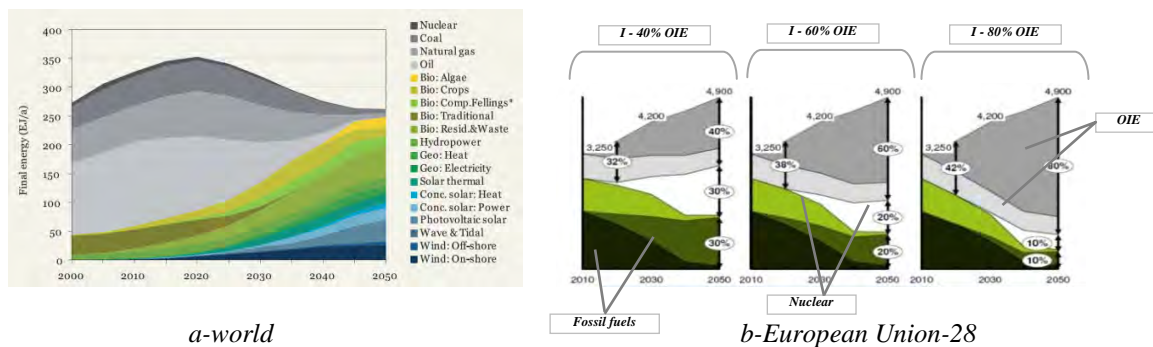 Final energy (EJ/a)
400
300
300
250
200
150
100
50
0
2000
2010
2020
2030
2040
2050
Nuclear
Coal
Natural gas
Oil
Bio: Algae
Bio: Crops
Bio: Comp.Fellings*
Bio: Traditional
Bio: Resid.&Waste
Hydropower
Geo: Heat
Geo: Electricity
Solar thermal
Conc. solar: Heat
Conc. solar: Power
Photovoltaic solar
Wave & Tidal
Wind: Off-shore
Wind: On-shore
a-world
I - 40% OIE
4,900
4,200
3,250
40%
32%
30%
30%
2010
2030
2050
I - 60% OIE
4,900
4,200
3,250
60%
38%
20%
20%
2010
2030
2050
I - 80% OIE
4,900
4,200
3,250
80%
42%
10%
10%
2010
2030
2050
OIE
Nuclear
Fossil fuels
b-European Union-28